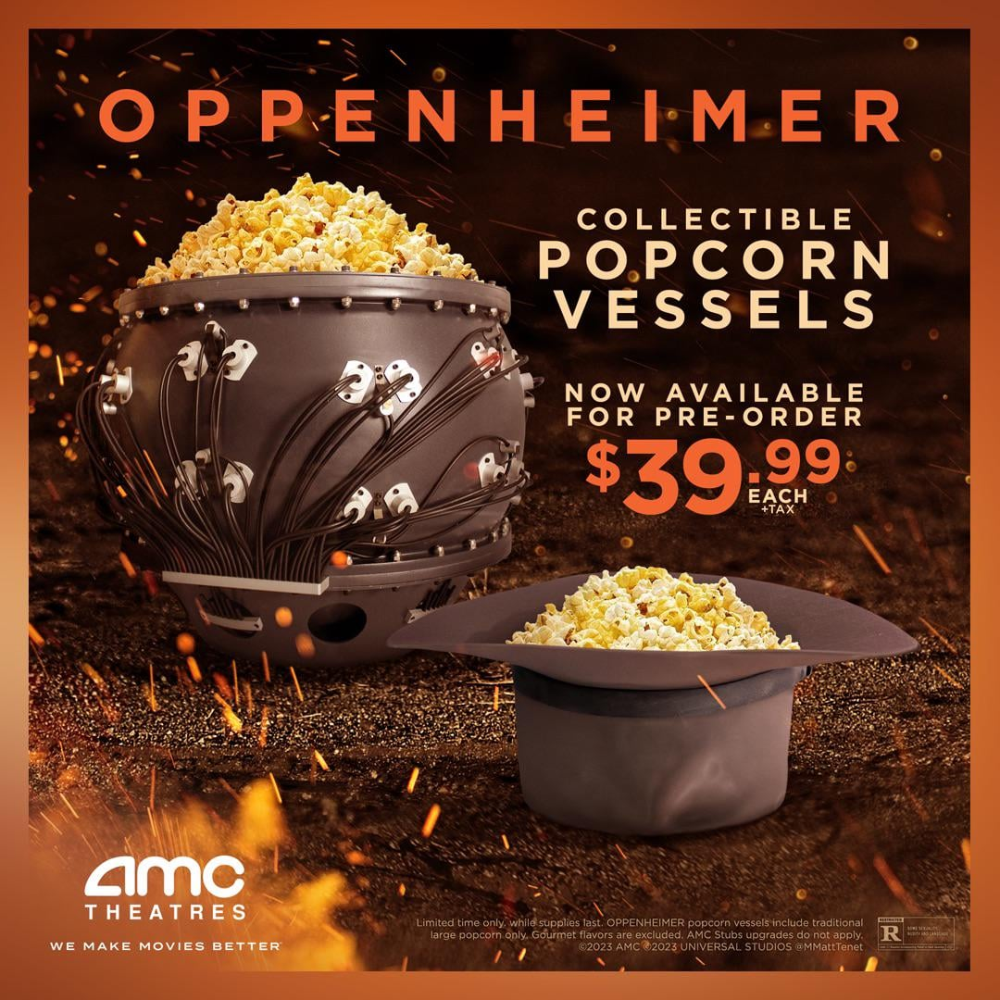 OPPENHEIMER
COLLECTIBLE
POPCORN
VESSELS
NOW AVAILABLE
FOR PRE-ORDER
$39.99
EACH
+TAX
amc
THEATRES
WE MAKE MOVIES BETTER
Limited time only, while supplies last. OPPENHEIMER popcorn vessels include traditional
large popcorn only. Gourmet flavors are excluded. AMC Stubs upgrades do not apply.
©2023 AMC ©2023 UNIVERSAL STUDIOS @MMattTenet
RESTRICTED
R
SOME SEXUALITY,
NUDITY AND LANGUAGE